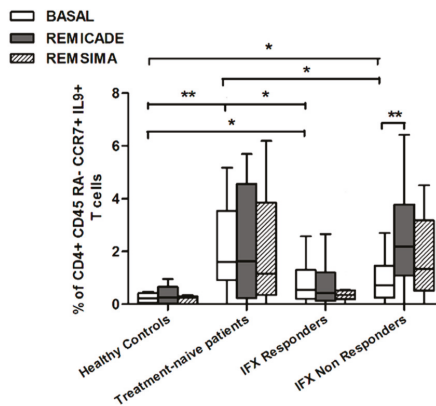 BASAL
REMICADE
REMSIMA
*
*
** *
*
**
% of CD4+ CD45 RA- CCR7+ IL9+
T cells
8
6
4
2
0
Healthy Controls
Treatment-naive patients
IFX Responders
IFX Non Responders